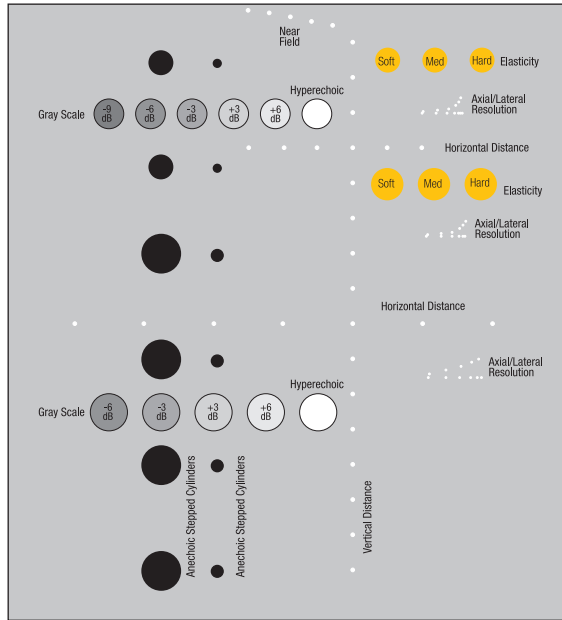 Near
Field
Soft
Med
Hard
Elasticity
Hyperechoic
Gray Scale
-9
dB
-6
dB
-3
dB
+3
dB
+6
dB
Axial/Lateral
Resolution
Horizontal Distance
Soft
Med
Hard
Elasticity
Axial/Lateral
Resolution
Horizontal Distance
Axial/Lateral
Resolution
Hyperechoic
Gray Scale
-6
dB
-3
dB
+3
dB
+6
dB
Anechoic Stepped Cylinders
Anechoic Stepped Cylinders
Vertical Distance